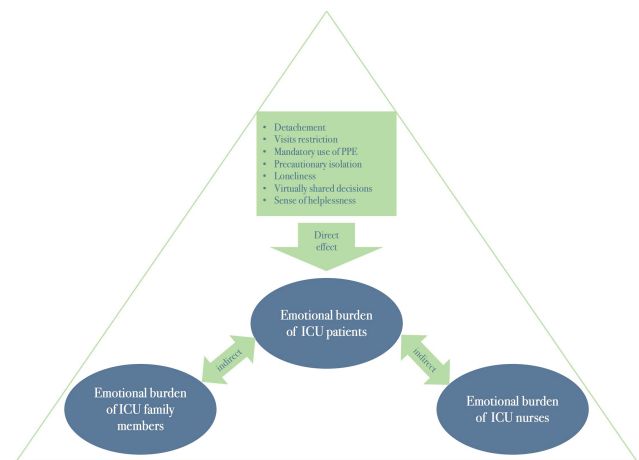 • Detachement
• Visits restriction
• Mandatory use of PPE
• Precautionary isolation
• Loneliness
• Virtually shared decisions
• Sense of helplessness
Direct
effect
Emotional burden
of ICU patients
indirect
indirect
Emotional burden
of ICU family
members
Emotional burden
of ICU nurses